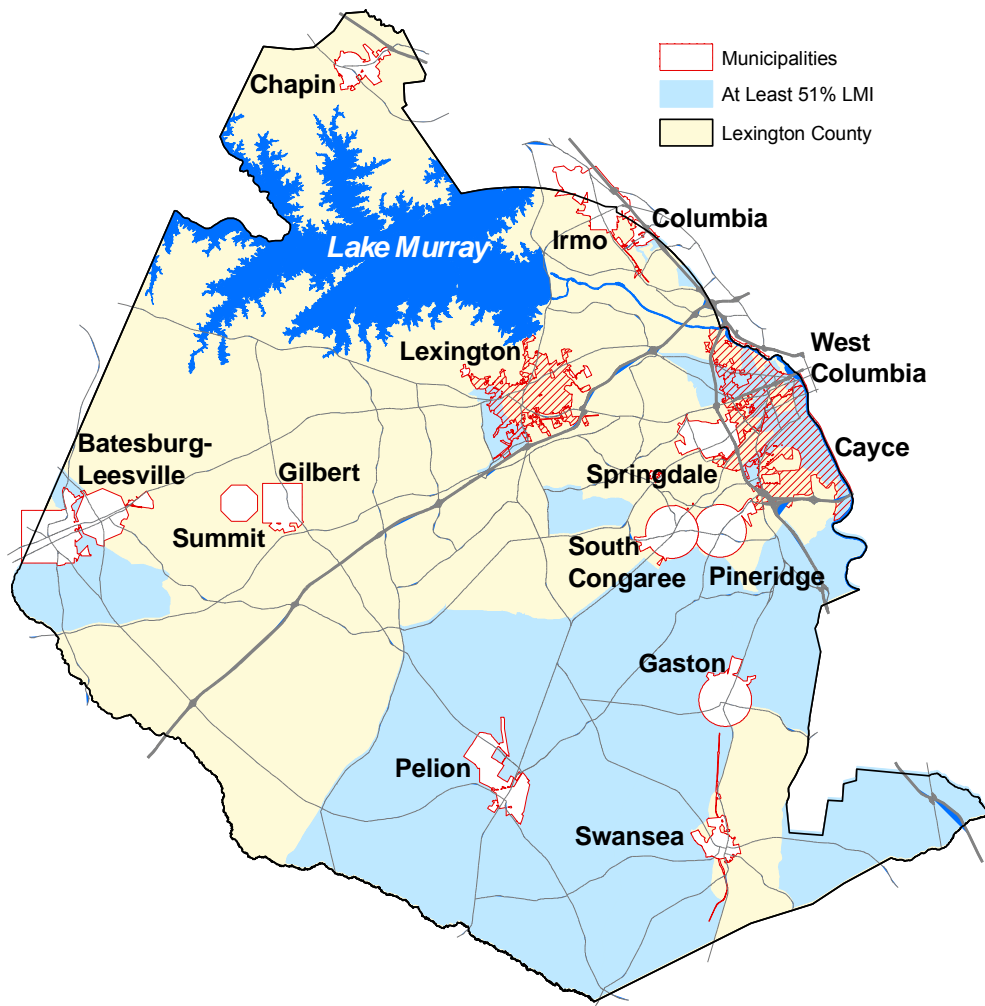 Municipalities
At Least 51% LMI
Lexington County
Chapin
Columbia
Irmo
Lake Murray
West
Columbia
Lexington
Cayce
Batesburg-
Leesville
Gilbert
Springdale
Summit
South
Congaree
Pineridge
Gaston
Pelion
Swansea